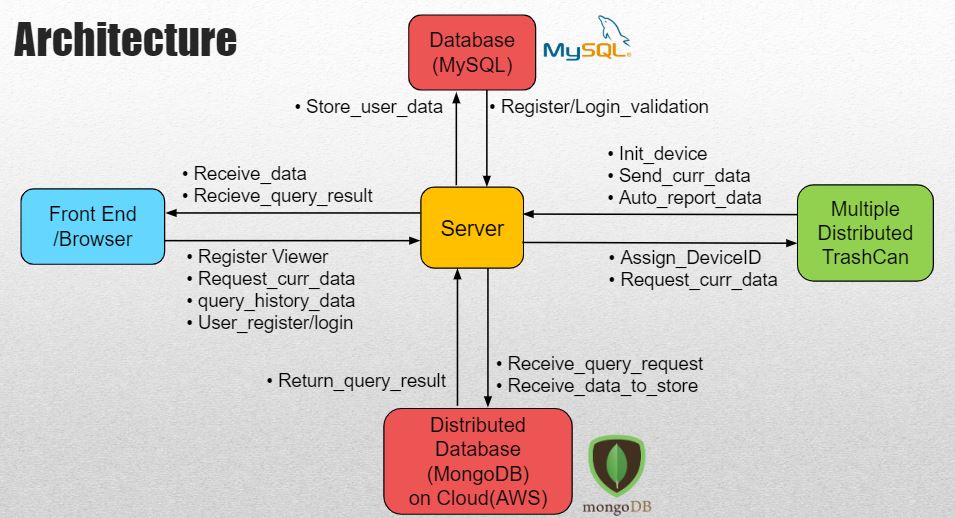 Architecture
Database
(MySQL)
MySQL®
• Store_user_data
• Register/Login_validation
• Receive_data
• Recieve_query_result
• Init_device
• Send_curr_data
• Auto_report_data
Front End
/Browser
Server
Multiple
Distributed
TrashCan
• Register Viewer
• Request_curr_data
• query_history_data
• User_register/login
• Assign_DeviceID
• Request_curr_data
• Return_query_result
• Receive_query_request
• Receive_data_to_store
Distributed
Database
(MongoDB)
on Cloud(AWS)
mongoDB